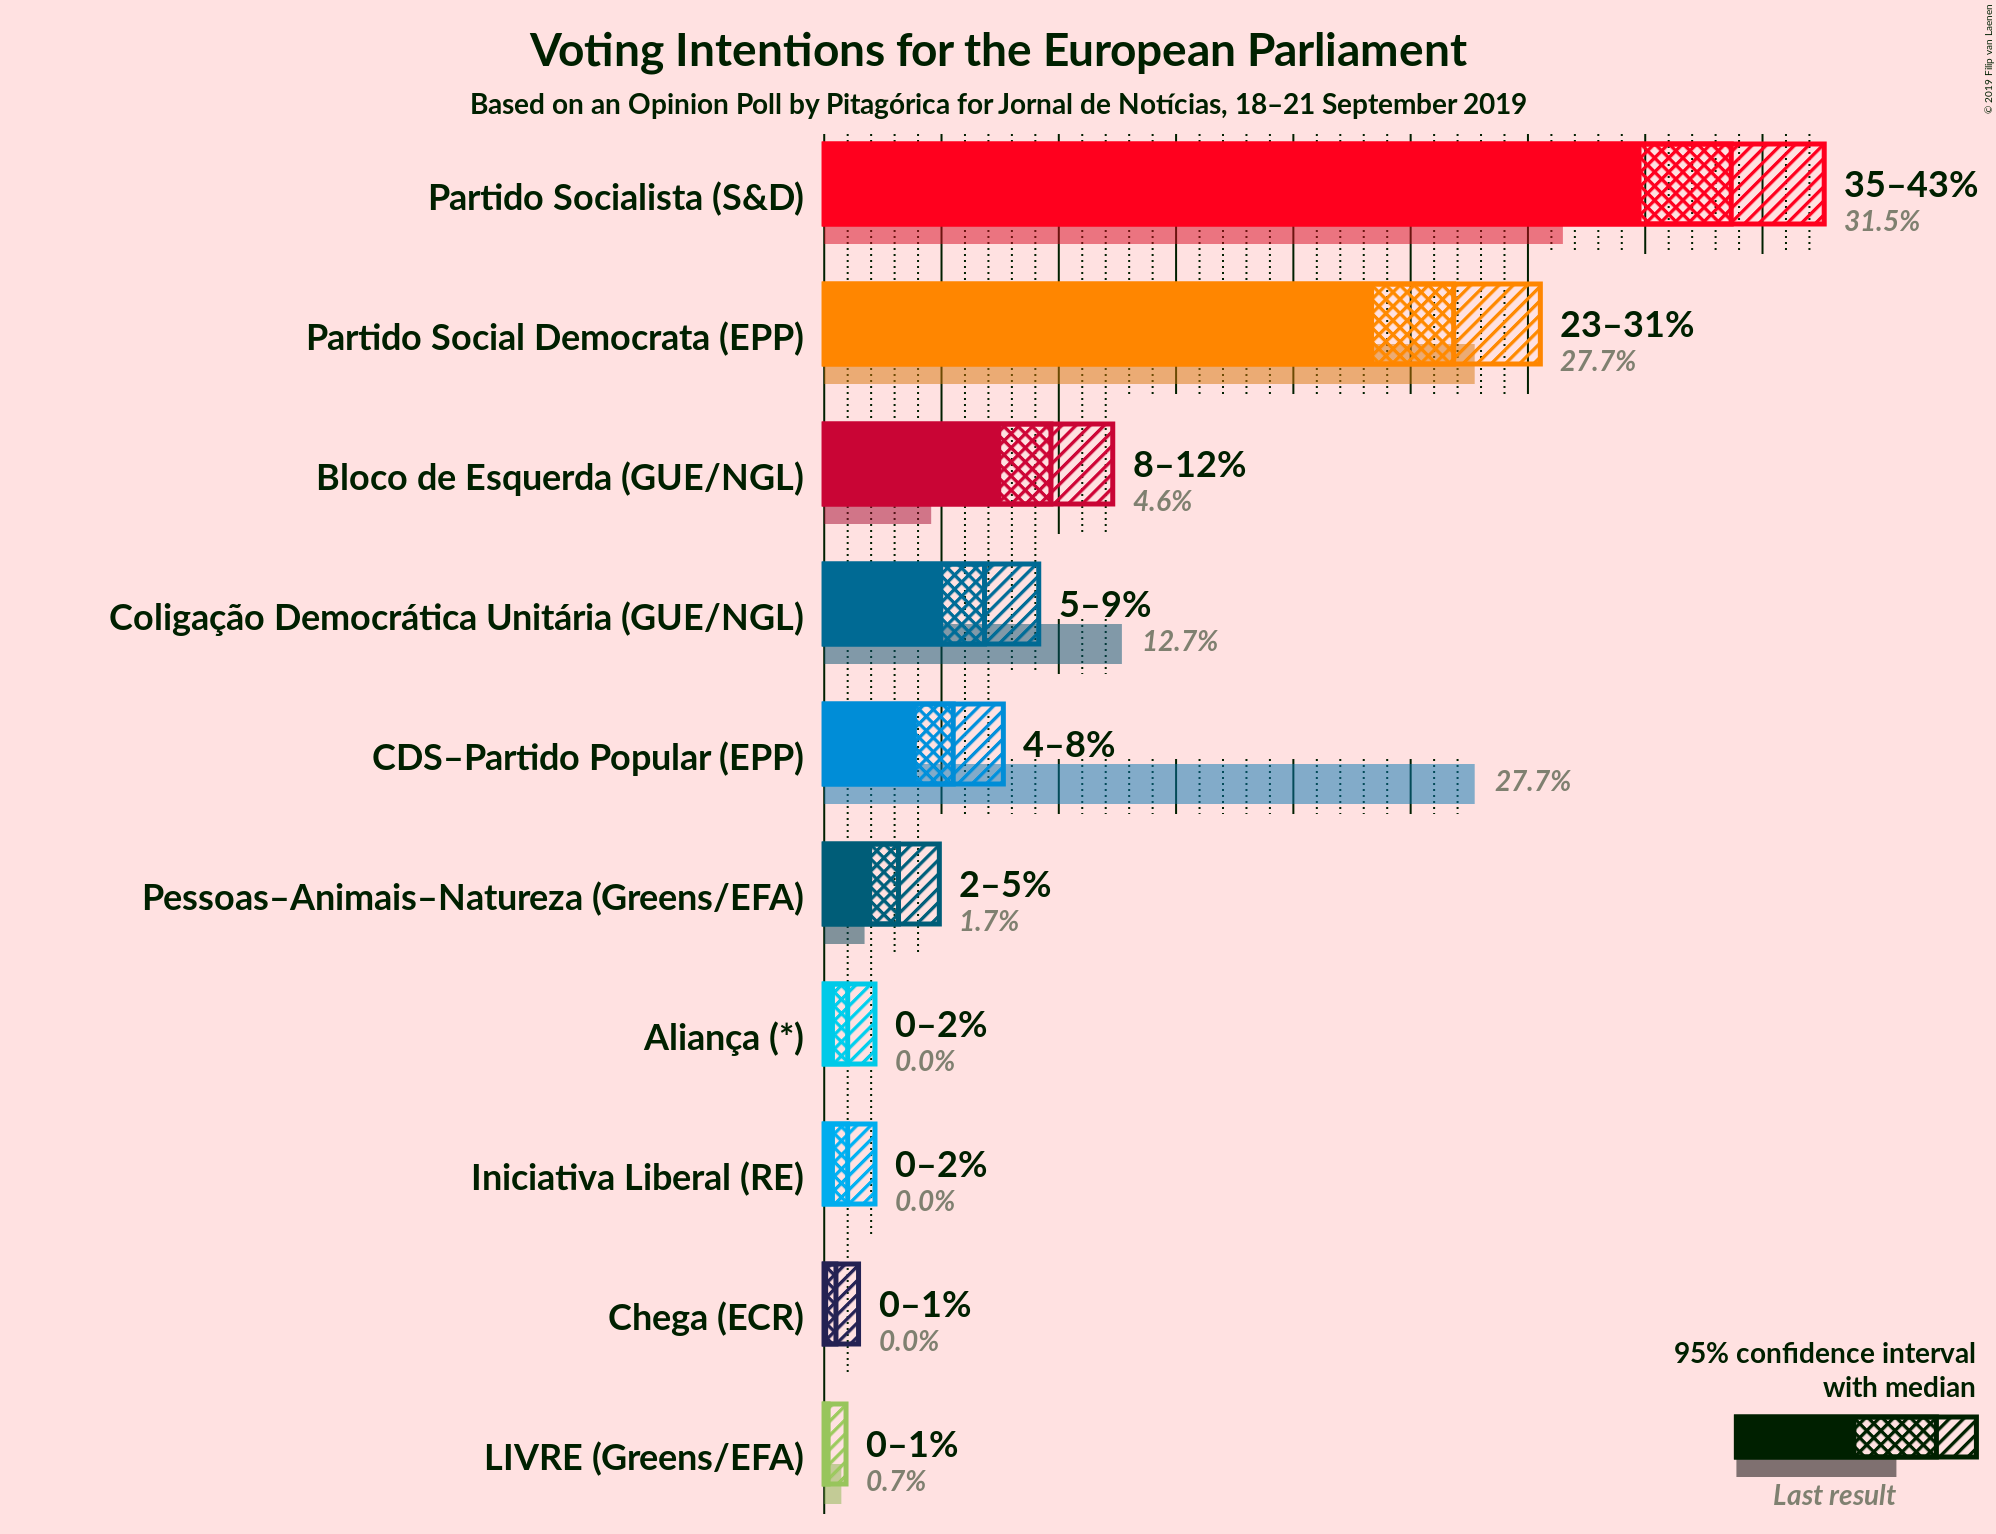 Voting Intentions for the European Parliament
Based on an Opinion Poll by Pitagórica for Jornal de Notícias, 18–21 September 2019
© 2019 Filip van Laenen
Partido Socialista (S&D)
35–43%
31.5%
Partido Social Democrata (EPP)
23–31%
27.7%
Bloco de Esquerda (GUE/NGL)
8–12%
4.6%
Coligação Democrática Unitária (GUE/NGL)
5–9%
12.7%
CDS–Partido Popular (EPP)
4–8%
27.7%
Pessoas–Animais–Natureza (Greens/EFA)
2–5%
1.7%
Aliança (*)
0–2%
0.0%
Iniciativa Liberal (RE)
0–2%
0.0%
Chega (ECR)
0–1%
0.0%
LIVRE (Greens/EFA)
0–1%
0.7%
95% confidence interval
with median
Last result